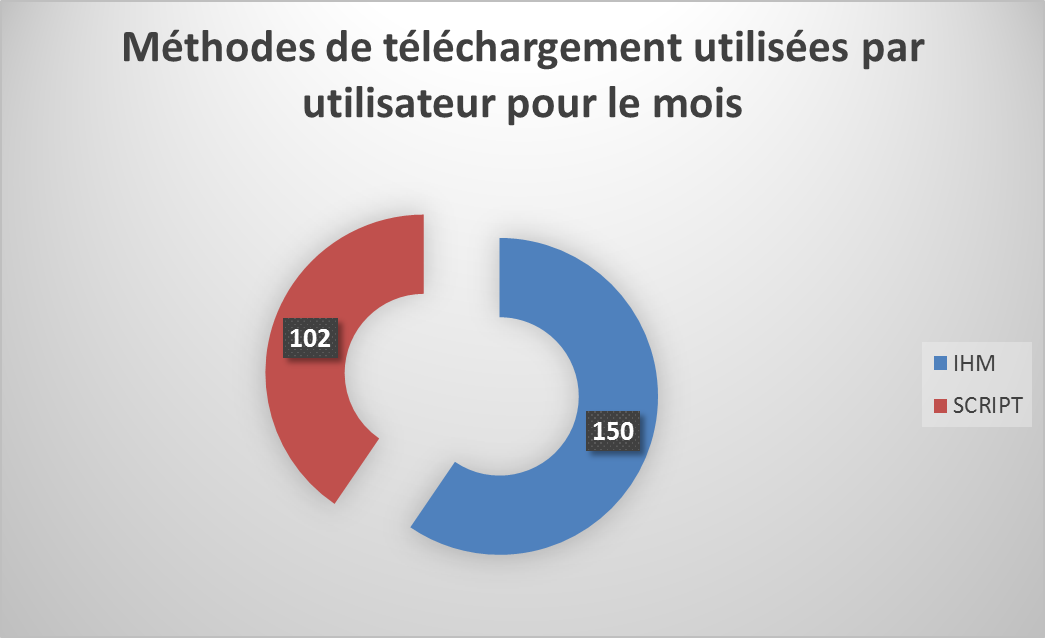 Méthodes de téléchargement utilisées par
utilisateur pour le mois
102
150
IHM
SCRIPT